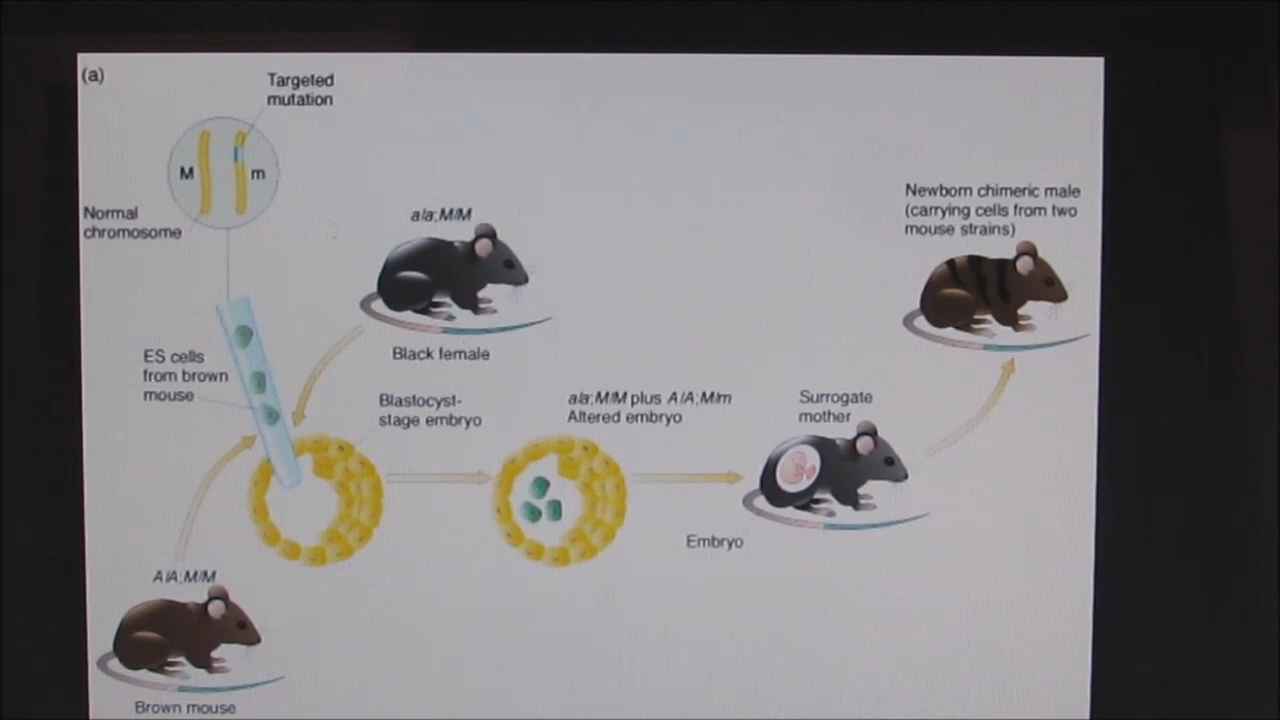 (a)
Targeted
mutation
M
m
Normal
chromosome
a/a;M/M
Black female
Newborn chimeric male
(carrying cells from two
mouse strains)
ES cells
from brown
mouse
Blastocyst-
stage embryo
a/a;M/M plus A/A;M/m
Altered embryo
Surrogate
mother
Embryo
A/A;M/M
Brown mouse